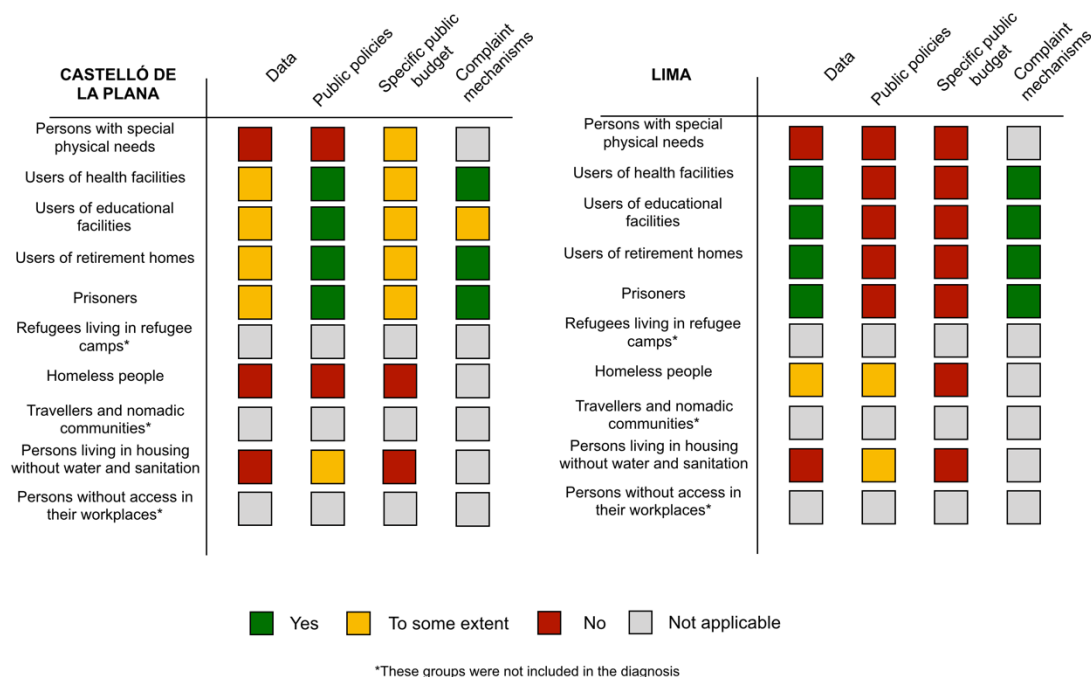 CASTELLÓ DE
LA PLANA
Data
Public policies
Specific public
budget
Complaint
mechanisms
Persons with special
physical needs
Users of health facilities
Users of educational
facilities
Users of retirement homes
Prisoners
Refugees living in refugee
camps*
Homeless people
Travellers and nomadic
communities*
Persons living in housing
without water and sanitation
Persons without access in
their workplaces*
LIMA
Data
Public policies
Specific public
budget
Complaint
mechanisms
Persons with special
physical needs
Users of health facilities
Users of educational
facilities
Users of retirement homes
Prisoners
Refugees living in refugee
camps*
Homeless people
Travellers and nomadic
communities*
Persons living in housing
without water and sanitation
Persons without access in
their workplaces*
Yes
To some extent
No
Not applicable
*These groups were not included in the diagnosis